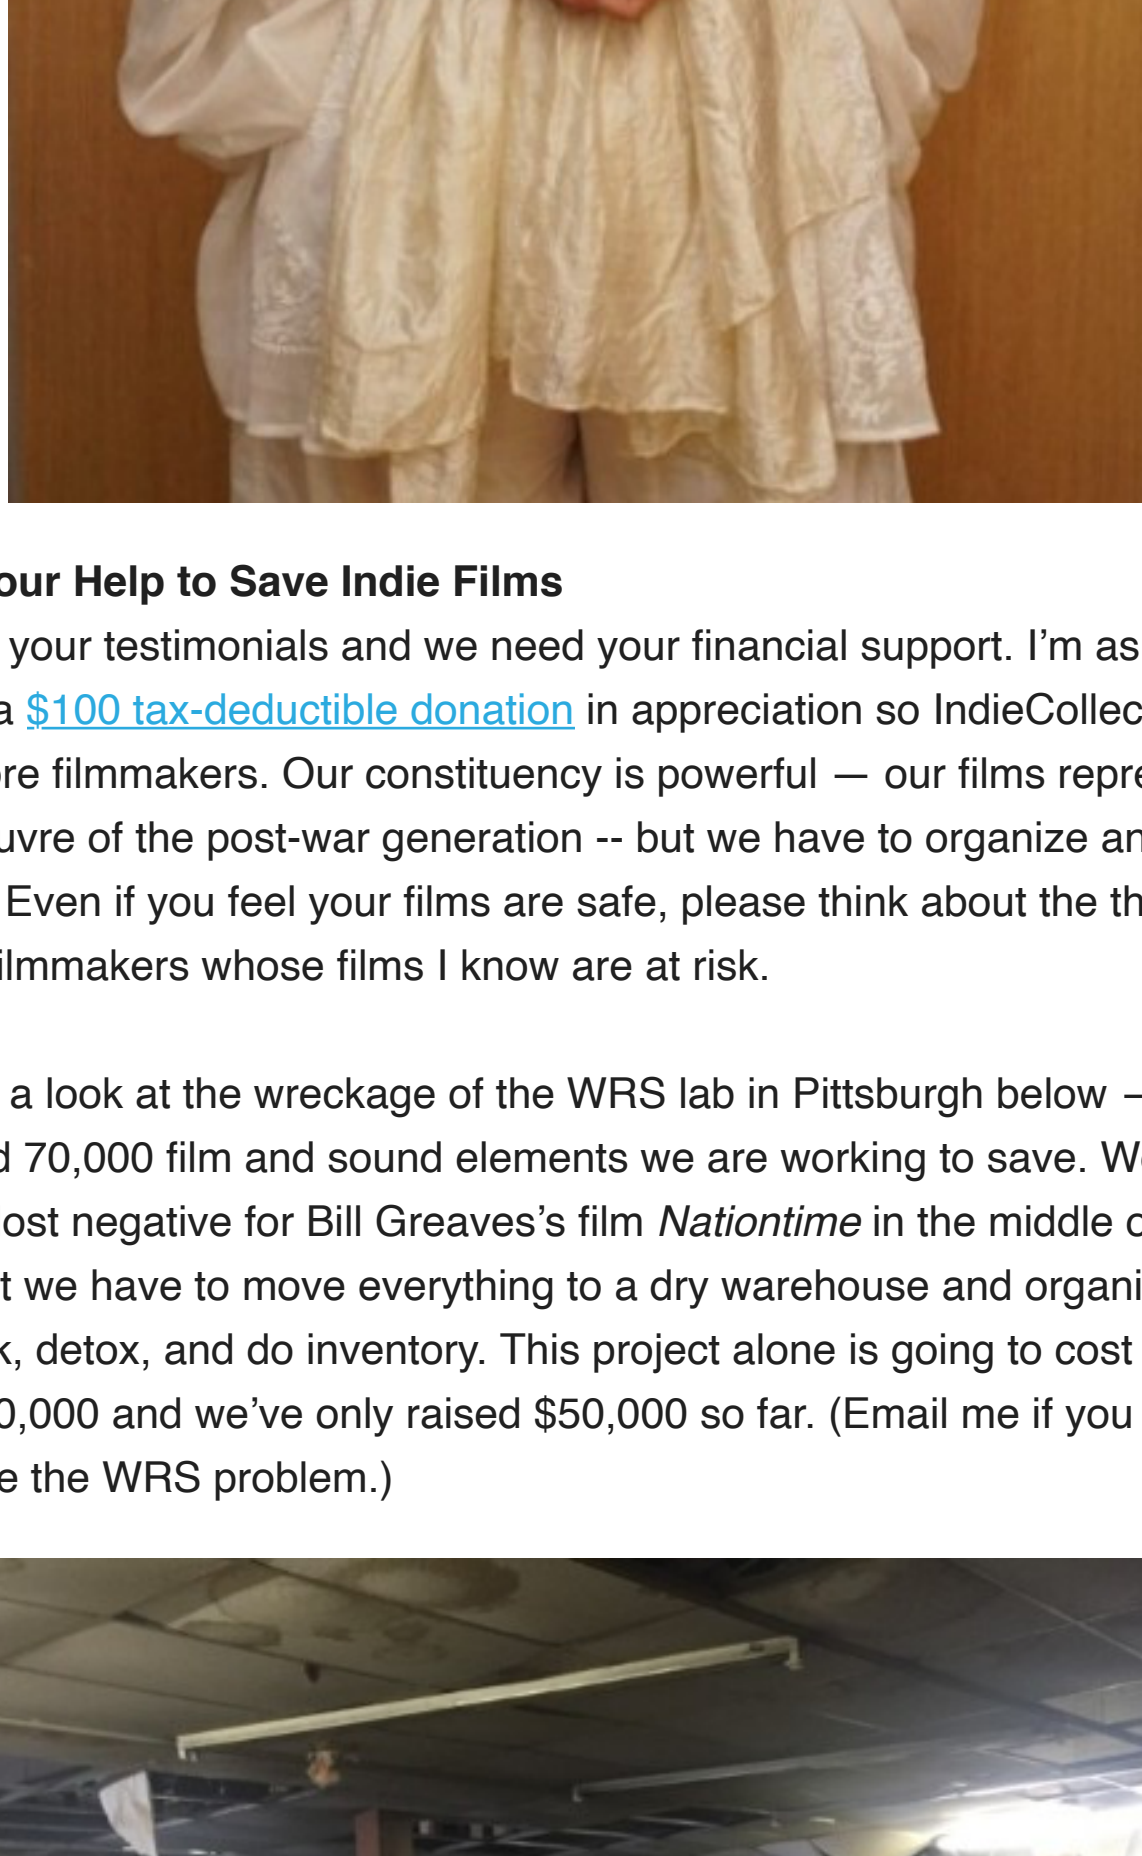 our Help to Save Indie Films
your testimonials and we need your financial support. I’m as
a $100 tax-deductible donation in appreciation so IndieCollec
re filmmakers. Our constituency is powerful — our films repre
uvre of the post-war generation -- but we have to organize an
Even if you feel your films are safe, please think about the th
ilmmakers whose films I know are at risk.
a look at the wreckage of the WRS lab in Pittsburgh below –
d 70,000 film and sound elements we are working to save. We
ost negative for Bill Greaves’s film Nationtime in the middle o
t we have to move everything to a dry warehouse and organi
k, detox, and do inventory. This project alone is going to cost
0,000 and we’ve only raised $50,000 so far. (Email me if you
e the WRS problem.)